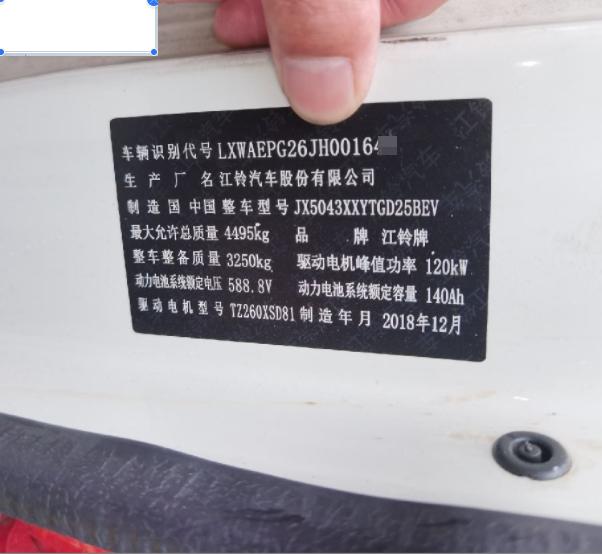 车辆识别代号 LXWAEPG26JH00164
生产厂名 江铃汽车股份有限公司
制造国 中国 整车型号 JX5043XXYTGD25BEV
最大允许总质量 4495kg 品牌 江铃牌
整车整备质量 3250kg 驱动电机峰值功率 120kW
动力电池系统额定电压 588.8V 动力电池系统额定容量 140Ah
驱动电机型号 TZ260XSD81 制造年月 2018年12月